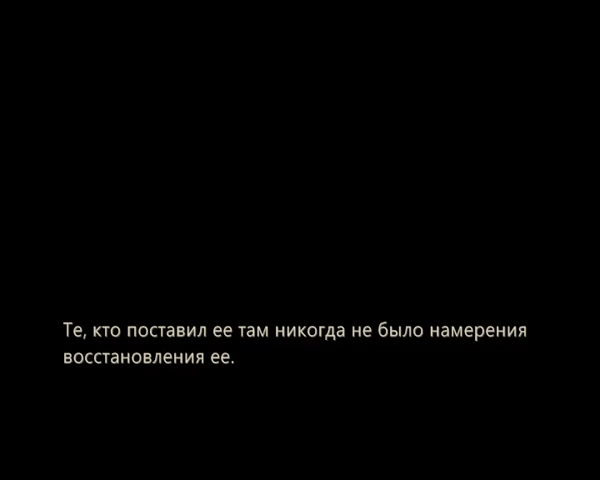 Те, кто поставил ее там никогда не было намерения
восстановления ее.